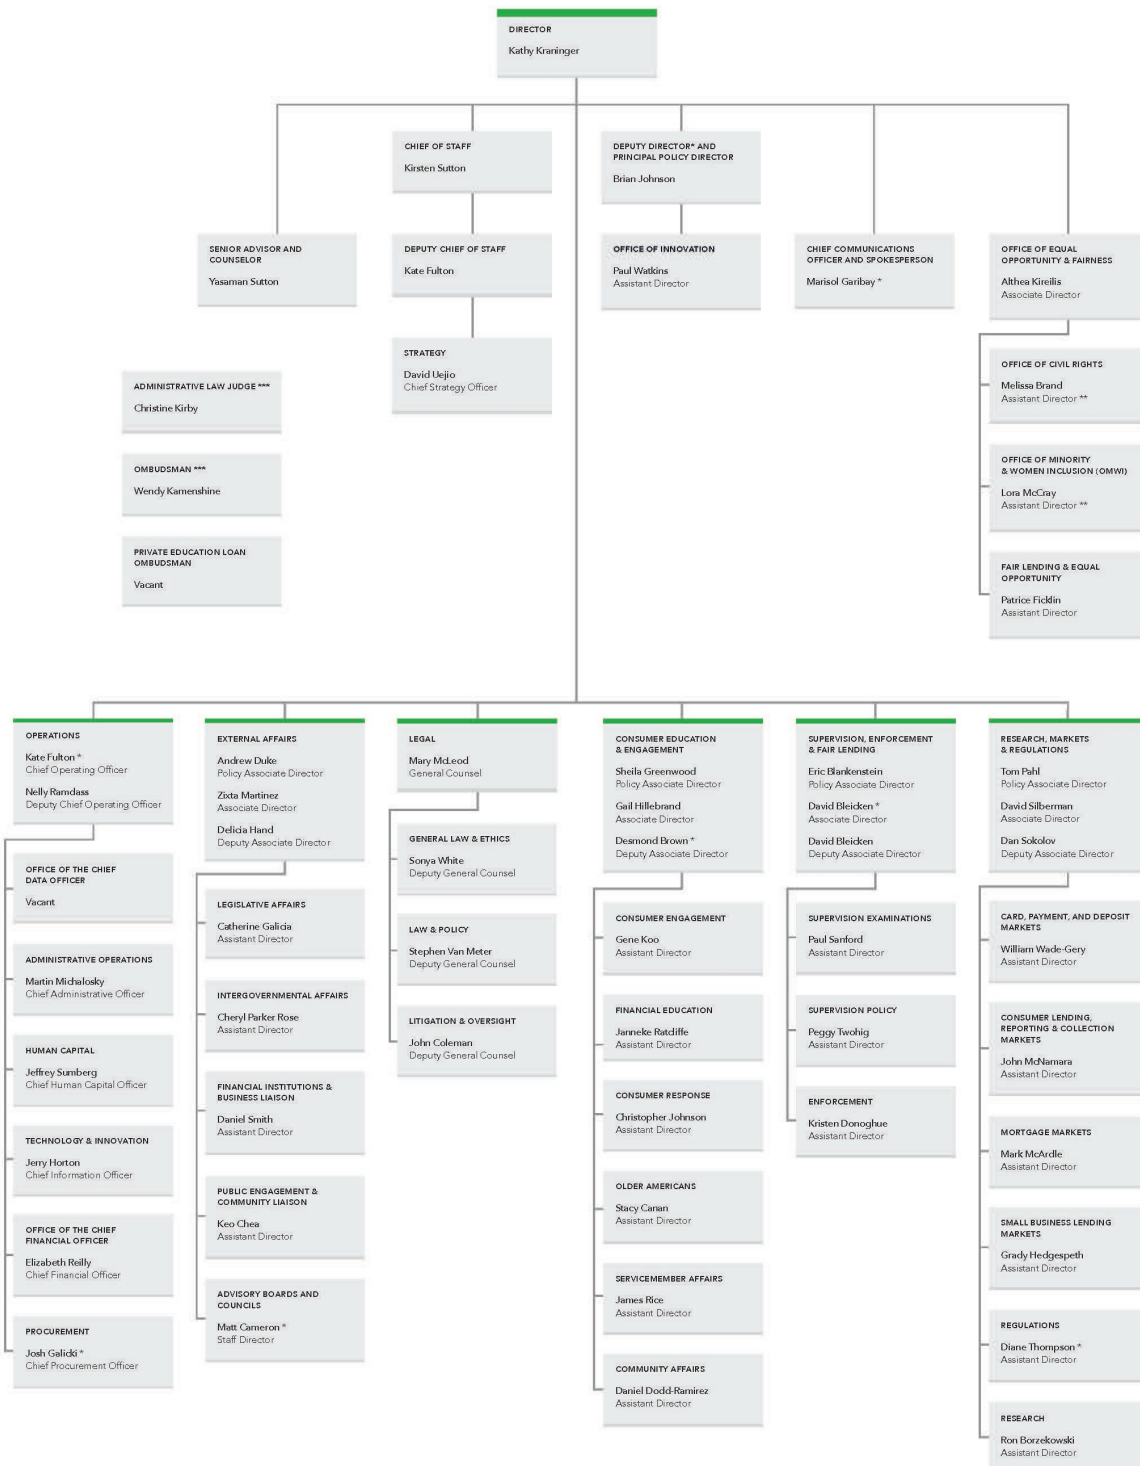 DIRECTOR
Kathy Kraninger
CHIEF OF STAFF
Kirsten Sutton
DEPUTY DIRECTOR* AND
PRINCIPAL POLICY DIRECTOR
Brian Johnson
SENIOR ADVISOR AND
COUNSELOR
Yasaman Sutton
DEPUTY CHIEF OF STAFF
Kate Fulton
OFFICE OF INNOVATION
Paul Watkins
Assistant Director
CHIEF COMMUNICATIONS
OFFICER AND SPOKESPERSON
Marisol Garibay *
OFFICE OF EQUAL
OPPORTUNITY & FAIRNESS
Althea Kireilis
Associate Director
STRATEGY
David Uejio
Chief Strategy Officer
ADMINISTRATIVE LAW JUDGE ***
Christine Kirby
OMBUDSMAN ***
Wendy Kamenshine
PRIVATE EDUCATION LOAN
OMBUDSMAN
Vacant
OFFICE OF CIVIL RIGHTS
Melissa Brand
Assistant Director **
OFFICE OF MINORITY
& WOMEN INCLUSION (OMWI)
Lora McCray
Assistant Director **
FAIR LENDING & EQUAL
OPPORTUNITY
Patrice Ficklin
Assistant Director
OPERATIONS
Kate Fulton *
Chief Operating Officer
Nelly Ramdass
Deputy Chief Operating Officer
OFFICE OF THE CHIEF
DATA OFFICER
Vacant
ADMINISTRATIVE OPERATIONS
Martin Michalosky
Chief Administrative Officer
HUMAN CAPITAL
Jeffrey Sumberg
Chief Human Capital Officer
TECHNOLOGY & INNOVATION
Jerry Horton
Chief Information Officer
OFFICE OF THE CHIEF
FINANCIAL OFFICER
Elizabeth Reilly
Chief Financial Officer
PROCUREMENT
Josh Galicki *
Chief Procurement Officer
EXTERNAL AFFAIRS
Andrew Duke
Policy Associate Director
Zixta Martinez
Associate Director
Delicia Hand
Deputy Associate Director
LEGISLATIVE AFFAIRS
Catherine Galicia
Assistant Director
INTERGOVERNMENTAL AFFAIRS
Cheryl Parker Rose
Assistant Director
FINANCIAL INSTITUTIONS &
BUSINESS LIAISON
Daniel Smith
Assistant Director
PUBLIC ENGAGEMENT &
COMMUNITY LIAISON
Keo Chea
Assistant Director
ADVISORY BOARDS AND
COUNCILS
Matt Cameron *
Staff Director
LEGAL
Mary McLeod
General Counsel
GENERAL LAW & ETHICS
Sonya White
Deputy General Counsel
LAW & POLICY
Stephen Van Meter
Deputy General Counsel
LITIGATION & OVERSIGHT
John Coleman
Deputy General Counsel
CONSUMER EDUCATION
& ENGAGEMENT
Sheila Greenwood
Policy Associate Director
Gail Hillebrand
Associate Director
Desmond Brown *
Deputy Associate Director
CONSUMER ENGAGEMENT
Gene Koo
Assistant Director
FINANCIAL EDUCATION
Janneke Ratcliffe
Assistant Director
CONSUMER RESPONSE
Christopher Johnson
Assistant Director
OLDER AMERICANS
Stacy Canan
Assistant Director
SERVICEMEMBER AFFAIRS
James Rice
Assistant Director
COMMUNITY AFFAIRS
Daniel Dodd-Ramirez
Assistant Director
SUPERVISION, ENFORCEMENT
& FAIR LENDING
Eric Blankenstein
Policy Associate Director
David Bleicken *
Associate Director
David Bleicken
Deputy Associate Director
SUPERVISION EXAMINATIONS
Paul Sanford
Assistant Director
SUPERVISION POLICY
Peggy Twohig
Assistant Director
ENFORCEMENT
Kristen Donoghue
Assistant Director
RESEARCH, MARKETS
& REGULATIONS
Tom Pahl
Policy Associate Director
David Silberman
Associate Director
Dan Sokolov
Deputy Associate Director
CARD, PAYMENT, AND DEPOSIT
MARKETS
William Wade-Gery
Assistant Director
CONSUMER LENDING,
REPORTING & COLLECTION
MARKETS
John McNamara
Assistant Director
MORTGAGE MARKETS
Mark McArdle
Assistant Director
SMALL BUSINESS LENDING
MARKETS
Grady Hedgespeth
Assistant Director
REGULATIONS
Diane Thompson *
Assistant Director
RESEARCH
Ron Borzekowski
Assistant Director